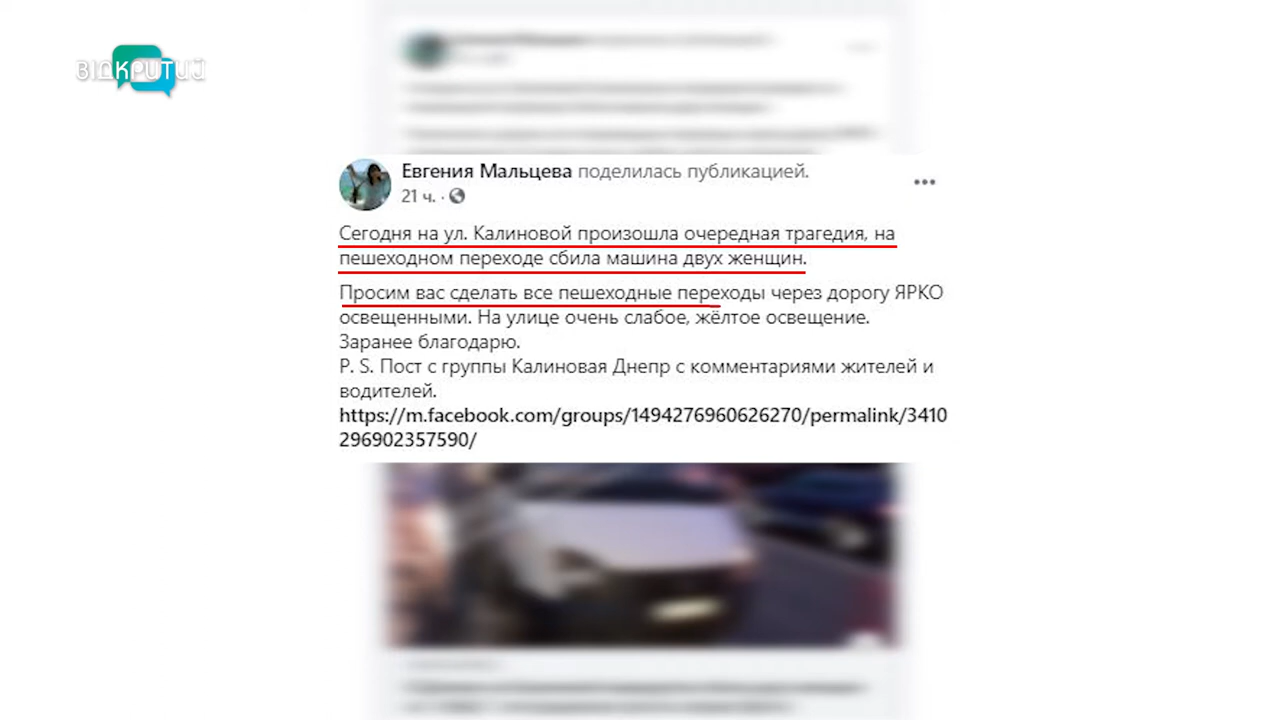 ВІДКРИТИЙ
Евгения Мальцева поделилась публикацией.
21 ч. ·
Сегодня на ул. Калиновой произошла очередная трагедия, на
пешеходном переходе сбила машина двух женщин.
Просим вас сделать все пешеходные переходы через дорогу ЯРКО
освещенными. На улице очень слабое, жёлтое освещение.
Заранее благодарю.
P. S. Пост с группы Калиновая Днепр с комментариями жителей и
водителей.
https://m.facebook.com/groups/1494276960626270/permalink/3410
296902357590/